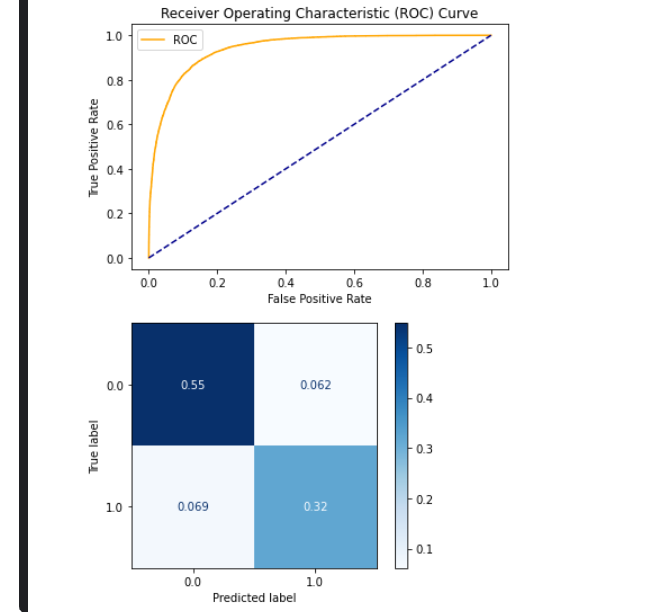 Receiver Operating Characteristic (ROC) Curve
ROC
1.0
0.8
0.6
0.4
0.2
0.0
True Positive Rate
0.0 0.2 0.4 0.6 0.8 1.0
False Positive Rate
0.0
1.0
True label
0.55 0.062
0.069 0.32
0.0 1.0
Predicted label
0.5
0.4
0.3
0.2
0.1